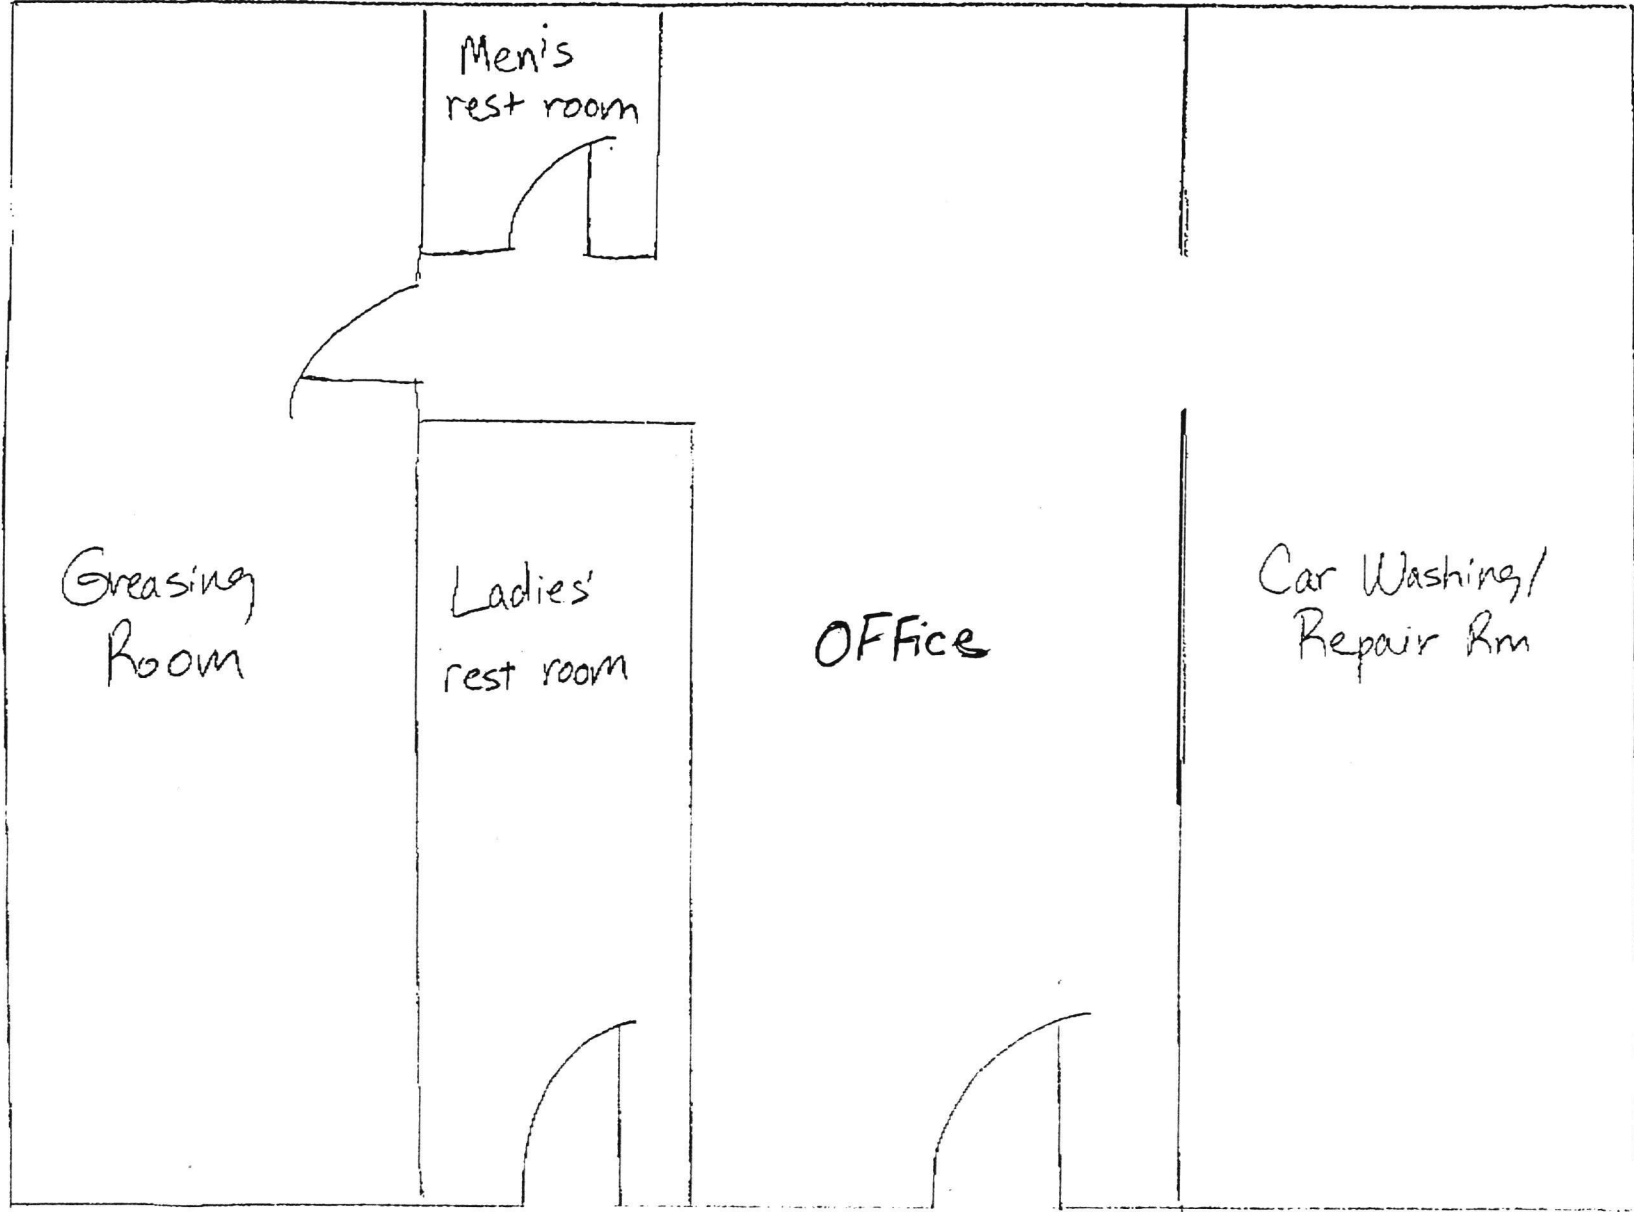 Men's
rest room
Greasing
Room
Ladies'
rest room
OFFice
Car Washing/
Repair Rm